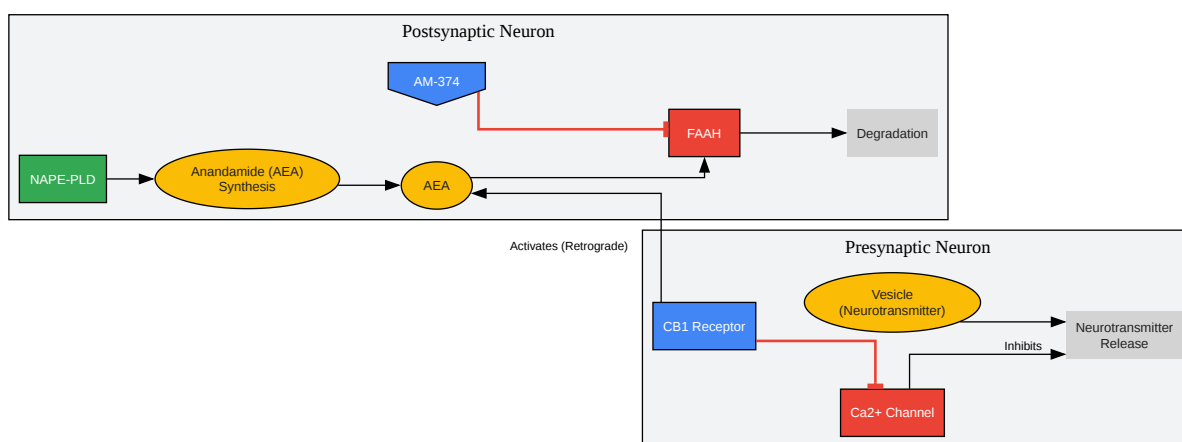 Postsynaptic Neuron
AM-374
FAAH
Degradation
NAPE-PLD
Anandamide (AEA)
Synthesis
AEA
Activates (Retrograde)
Presynaptic Neuron
Vesicle
(Neurotransmitter)
CB1 Receptor
Neurotransmitter
Release
Inhibits
Ca2+ Channel